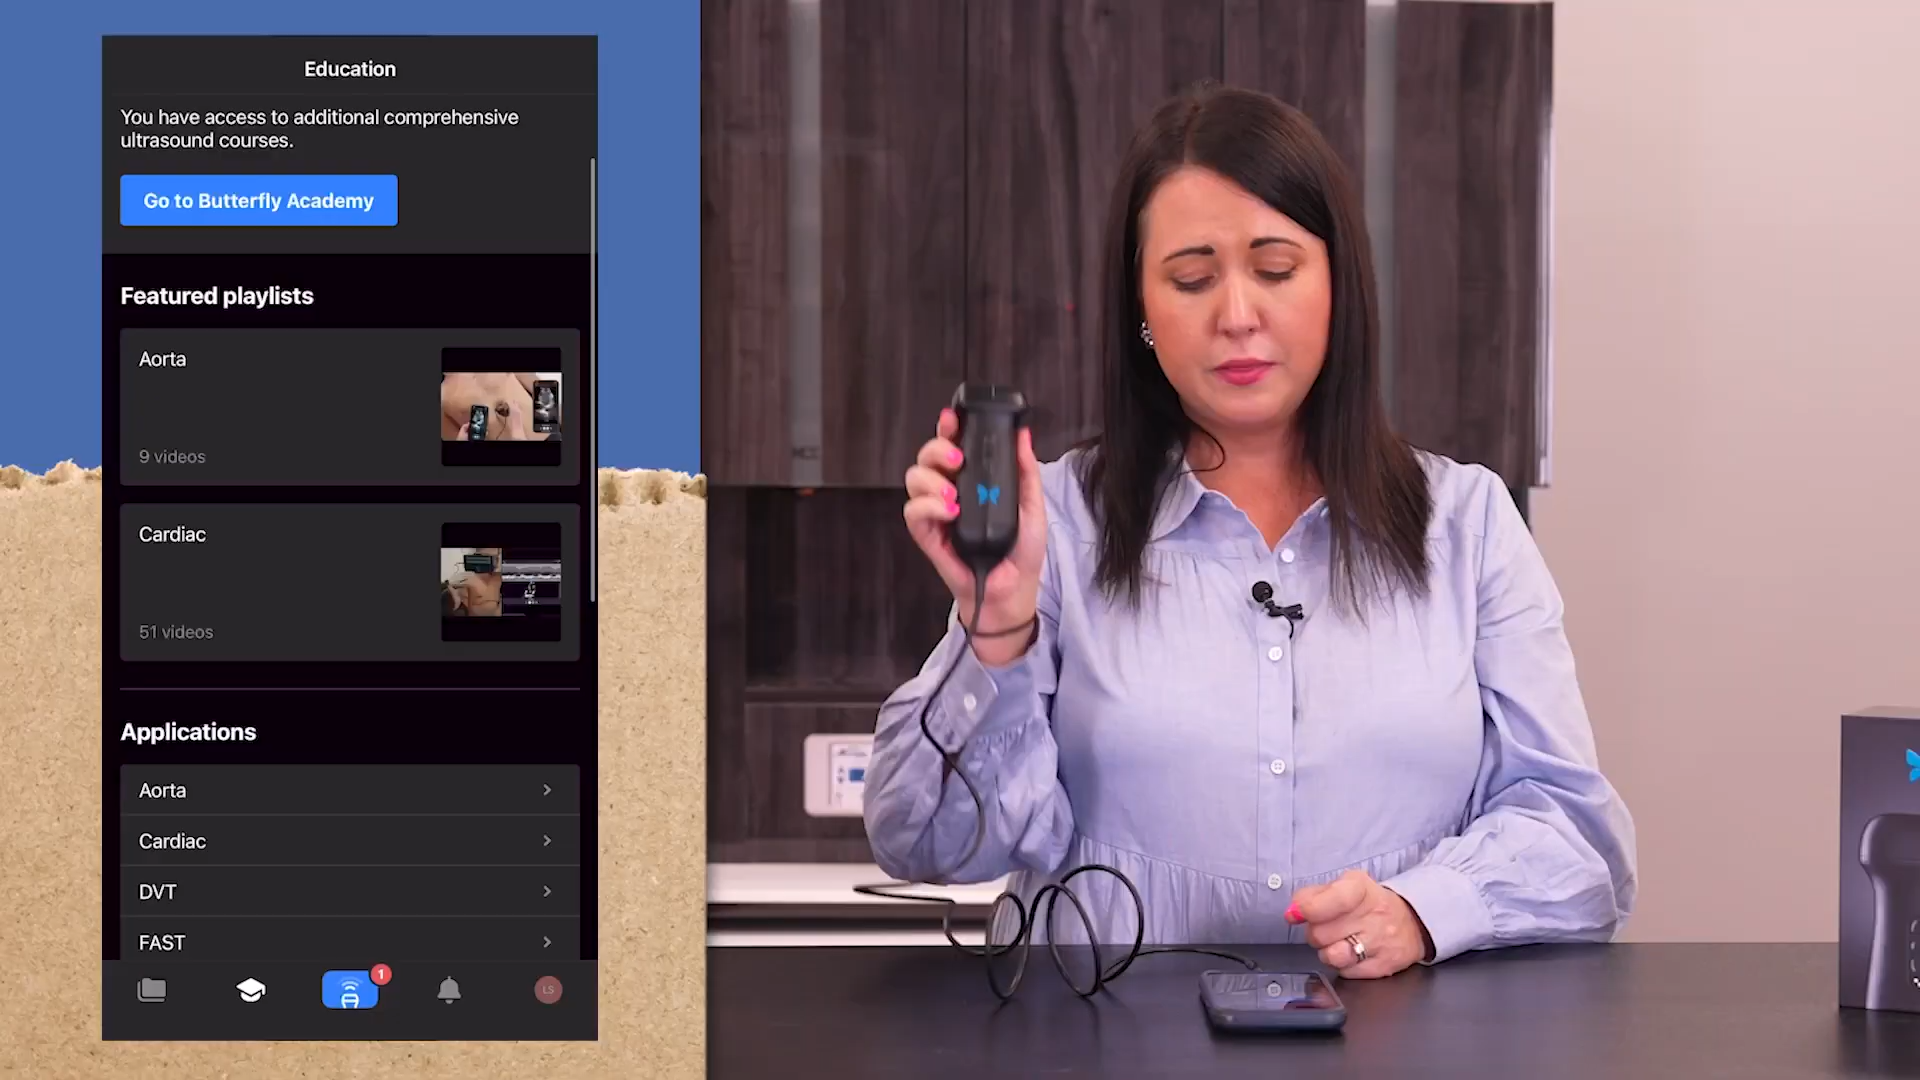 Education
You have access to additional comprehensive
ultrasound courses.
Go to Butterfly Academy
Featured playlists
Aorta
9 videos
Cardiac
51 videos
Applications
Aorta
Cardiac
DVT
FAST
1
LS